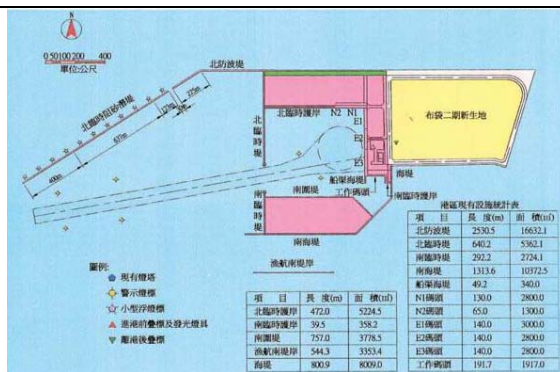 N
0 50100 200 400
單位:公尺
北防波堤
225m
125m
637m
400m
北臨時阻砂潛堤
北臨時護岸
N2 N1
E1
E2
E3
北臨時堤
布袋二期新生地
海堤
船渠海堤
工作碼頭
南臨時護岸
南圍堤
南臨時堤
南海堤
漁航南堤岸
圖例:
現有燈塔
警示燈標
小型浮燈標
進港前疊標及發光燈具
離港後疊標
項 目 長 度(m) 面 積(㎡)
北臨時護岸 472.0 5224.5
南臨時護岸 39.5 358.2
南圍堤 757.0 3778.5
漁航南堤岸 544.3 3353.4
海堤 800.9 8009.0
港區現有設施統計表
項 目 長 度(m) 面 積(㎡)
北防波堤 2530.5 16632.1
北臨時堤 640.2 5362.1
南臨時堤 292.2 2724.1
南海堤 1313.6 10372.5
船渠海堤 49.2 340.0
N1碼頭 130.0 2800.0
N2碼頭 65.0 1300.0
E1碼頭 140.0 3000.0
E2碼頭 140.0 2800.0
E3碼頭 140.0 2800.0
工作碼頭 191.7 1917.0